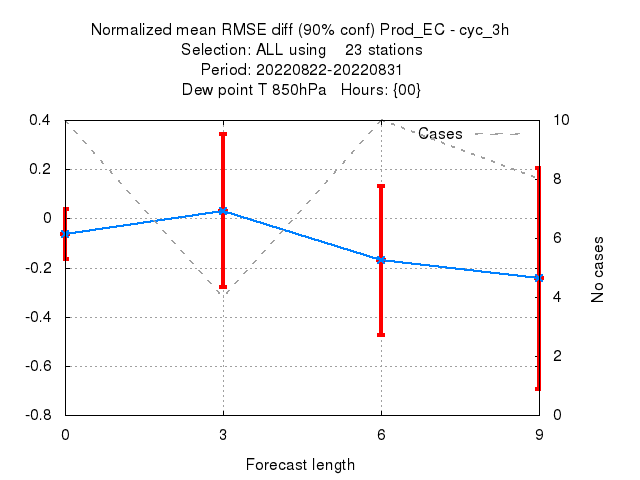 Normalized mean RMSE diff (90% conf) Prod_EC - cyc_3h
Selection: ALL using    23 stations
Period: 20220822-20220831
Dew point T 850hPa   Hours: {00}
Cases
0.4
0.2
0
-0.2
-0.4
-0.6
-0.8
10
8
6
4
2
0
No cases
0 3 6 9
Forecast length